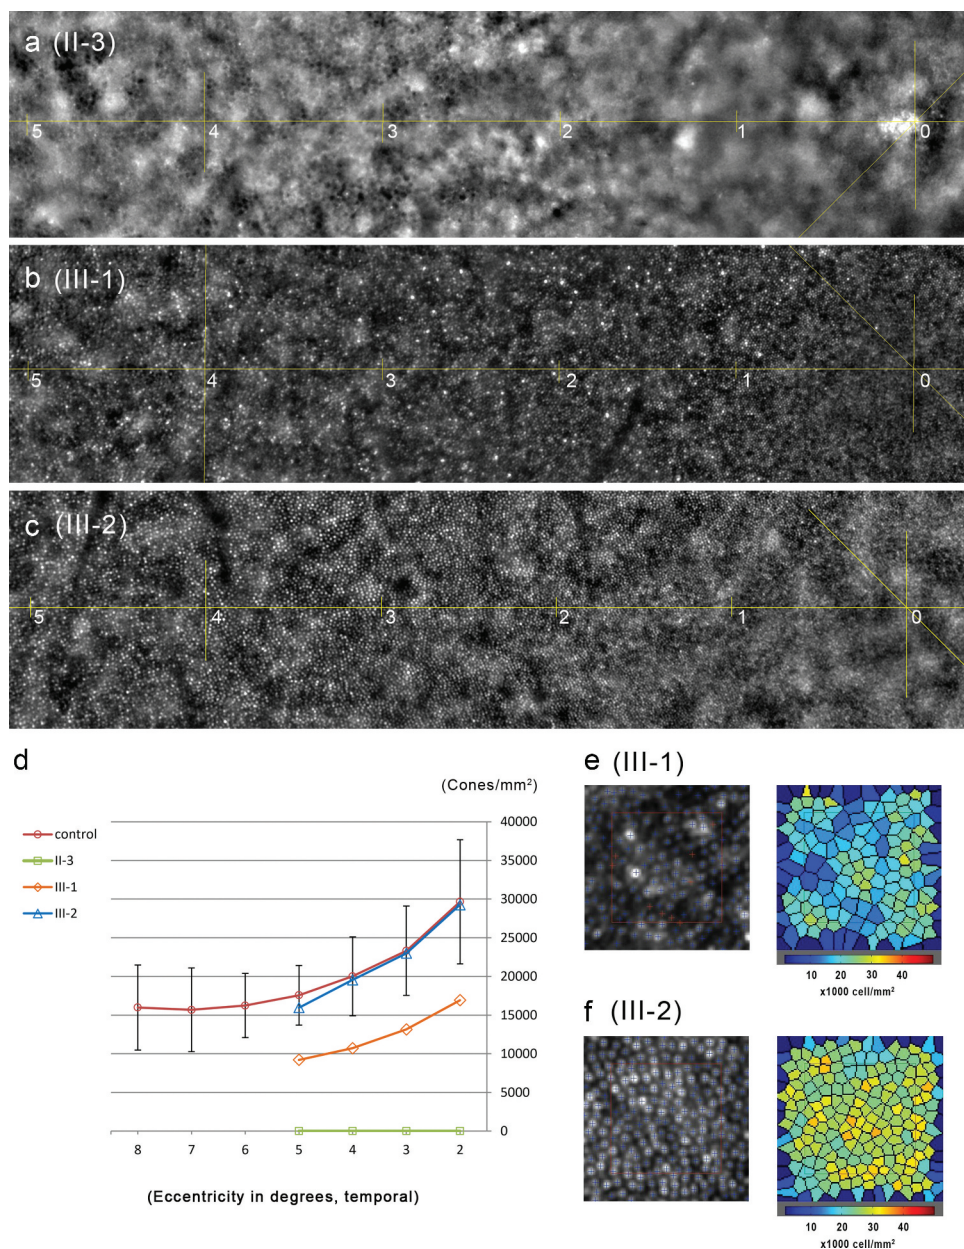 a (II-3)
5 4 3 2 1 0
b (III-1)
5 4 3 2 1 0
c (III-2)
5 4 3 2 1 0
d
(Cones/mm²)
control
II-3
III-1
III-2
40000
35000
30000
25000
20000
15000
10000
5000
0
8 7 6 5 4 3 2
(Eccentricity in degrees, temporal)
e (III-1)
10 20 30 40
x1000 cell/mm²
f (III-2)
10 20 30 40
x1000 cell/mm²